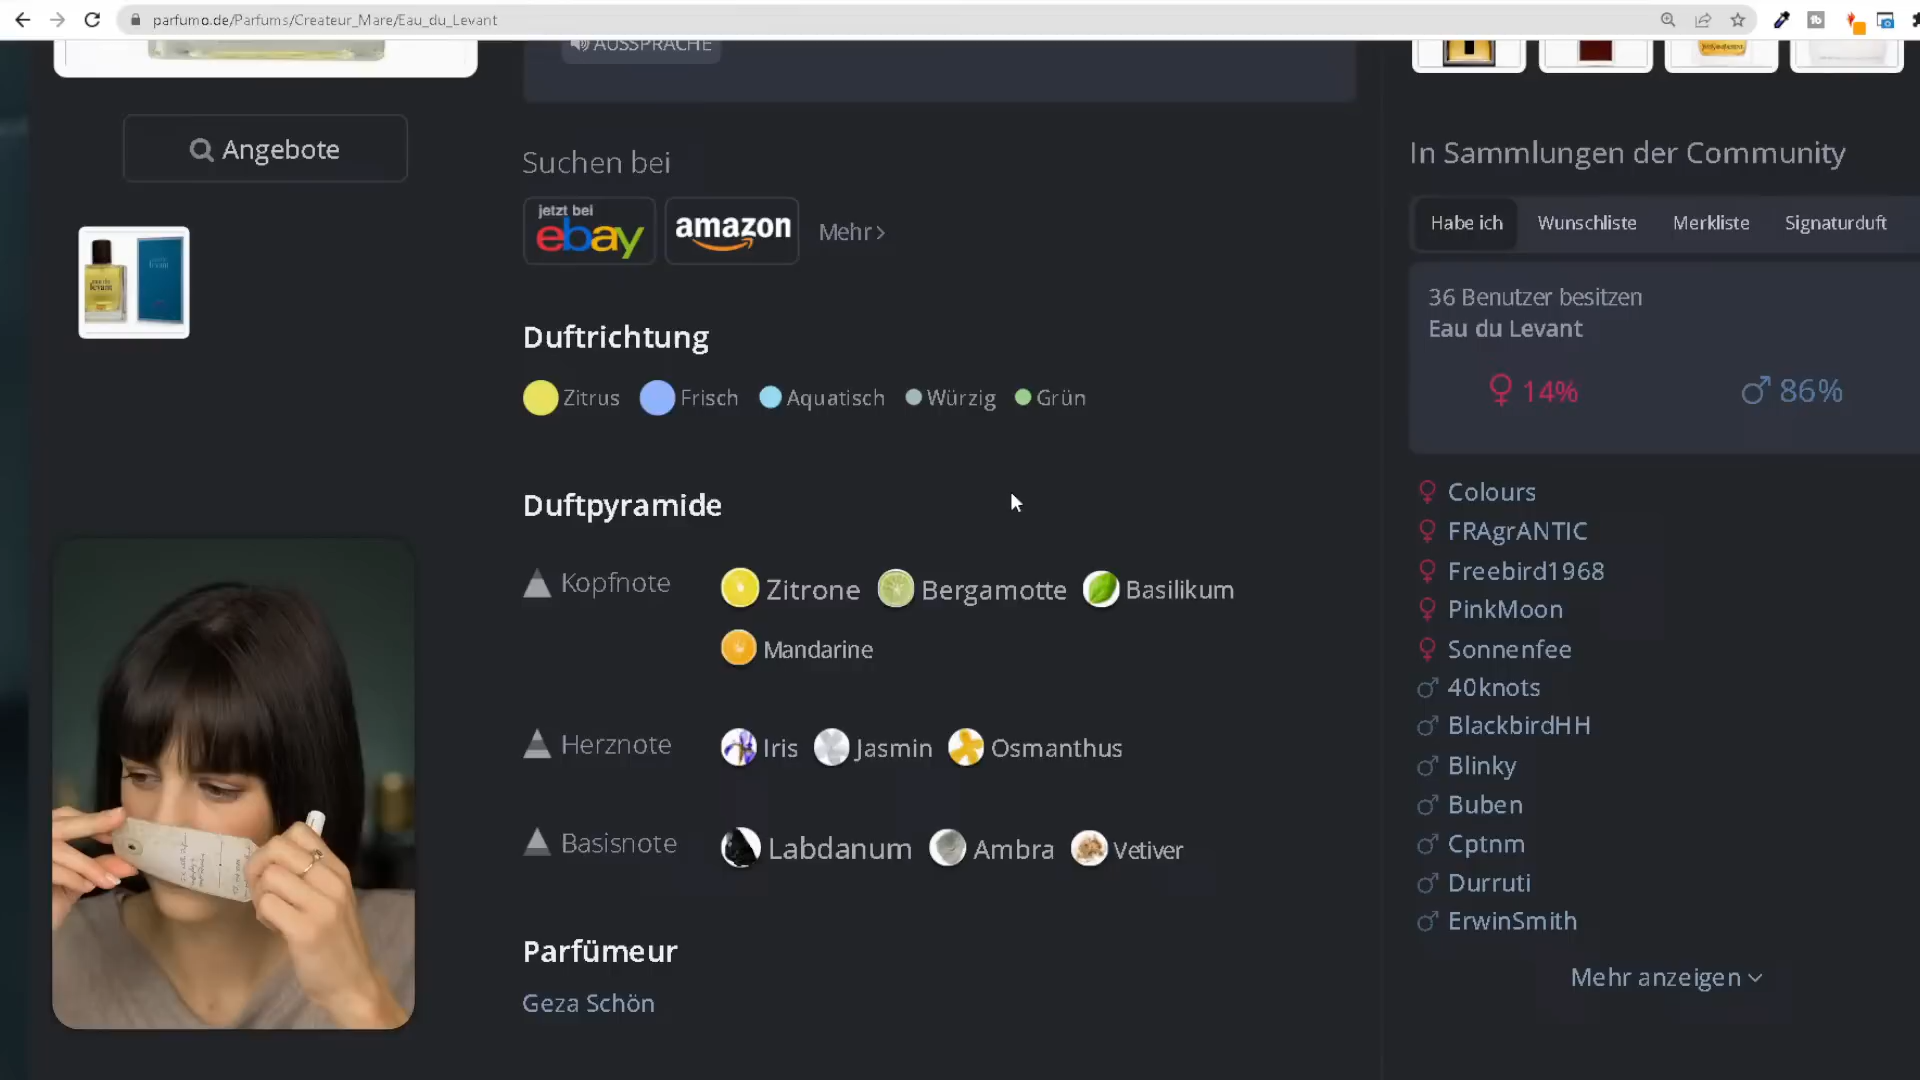 parfumo.de/Parfums/Createur_Mare/Eau_du_Levant
AUSSPRACHE
Angebote
Suchen bei
jetzt bei
ebay
amazon
Mehr
levant
Duftrichtung
Zitrus
Frisch
Aquatisch
Würzig
Grün
Duftpyramide
Kopfnote
Zitrone
Bergamotte
Basilikum
Mandarine
Herznote
Iris
Jasmin
Osmanthus
Basisnote
Labdanum
Ambra
Vetiver
Parfümeur
Geza Schön
In Sammlungen der Community
Habe ich
Wunschliste
Merkliste
Signaturduft
36 Benutzer besitzen
Eau du Levant
14%
86%
Colours
FRAgrANTIC
Freebird1968
PinkMoon
Sonnenfee
40knots
BlackbirdHH
Blinky
Buben
Cptnm
Durruti
ErwinSmith
Mehr anzeigen